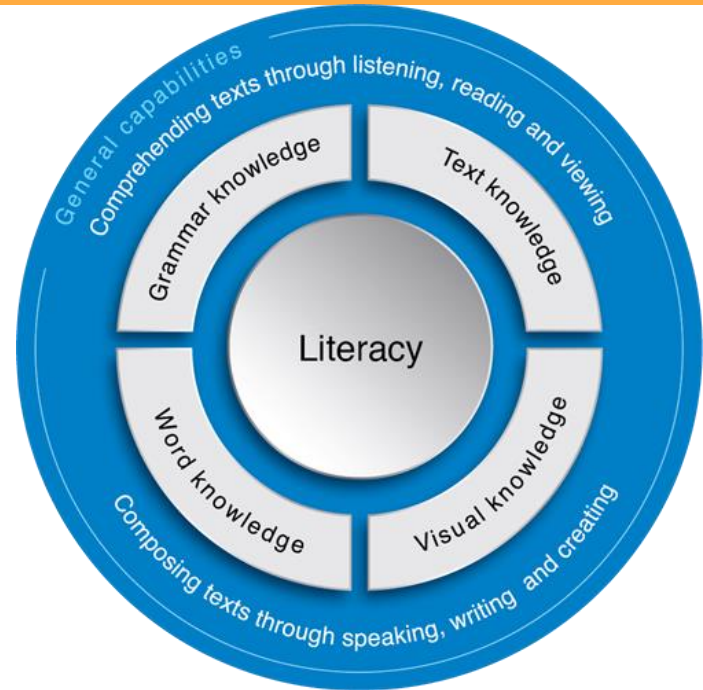 General capabilities
Comprehending texts through listening, reading and viewing
Grammar knowledge
Text knowledge
Literacy
Word knowledge
Visual knowledge
Composing texts through speaking, writing and creating